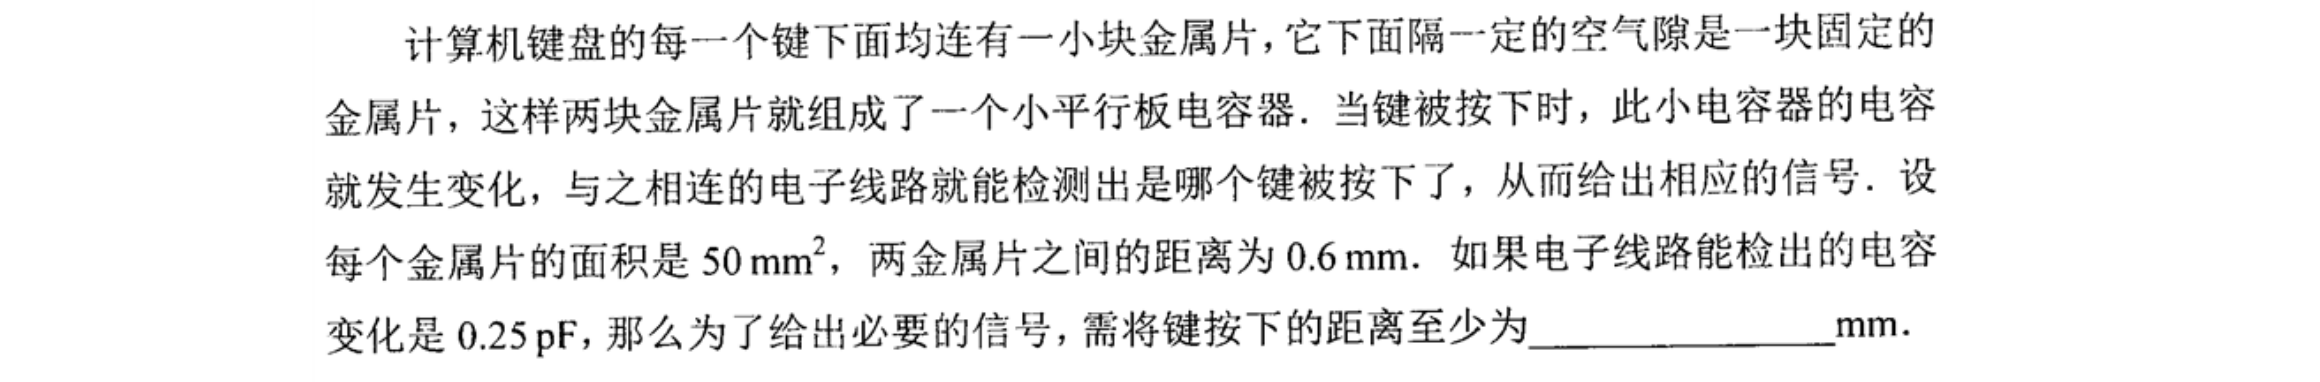 计算机键盘的每一个键下面均连有一小块金属片，它下面隔一定的空气隙是一块固定的
金属片，这样两块金属片就组成了一个小平行板电容器．当键被按下时，此小电容器的电容
就发生变化，与之相连的电子线路就能检测出是哪个键被按下了，从而给出相应的信号．设
每个金属片的面积是 50 mm²，两金属片之间的距离为 0.6 mm．如果电子线路能检出的电容
变化是 0.25 pF，那么为了给出必要的信号，需将键按下的距离至少为__________mm．